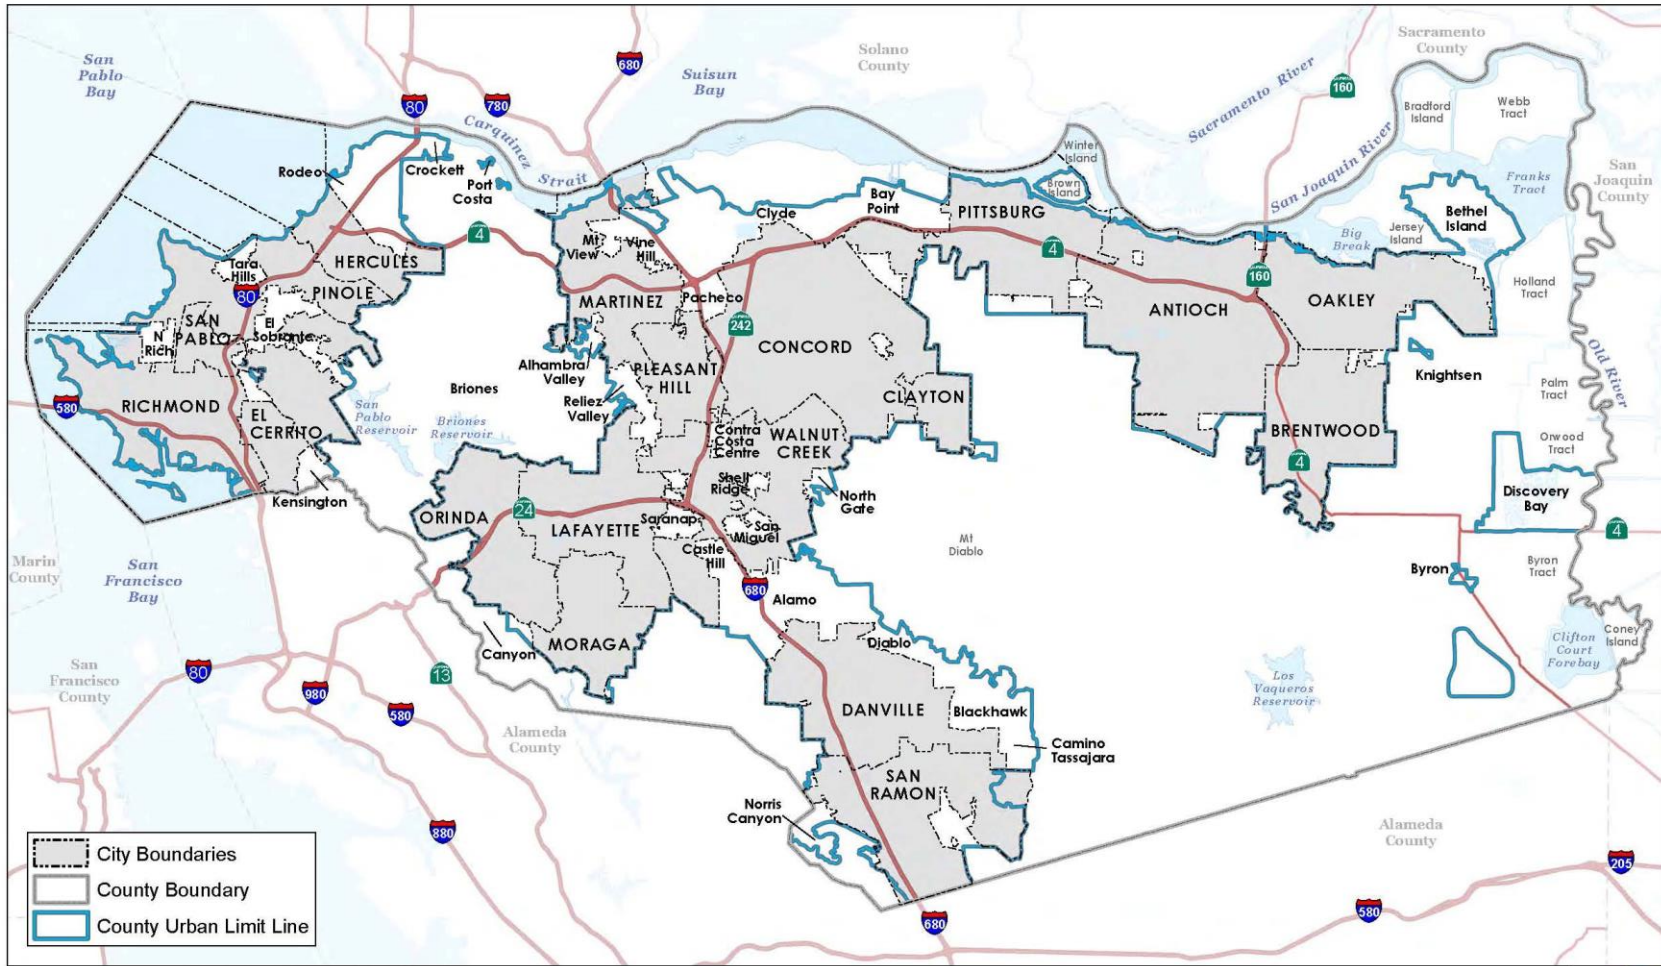 San
Pablo
Bay
680
Solano
County
Sacramento
County
Suisun
Bay
Sacramento River
160
80
780
Carquinez
Strait
Bradford
Island
Webb
Tract
San
Joaquin
County
Winter
Island
San Joaquin River
Franks
Tract
Rodeo
Crockett
Port
Costa
Brown
Island
Bay
Point
PITTSBURG
Clyde
Bethel
Island
Big
Break
Jersey
Island
4
Mt
View
Vine
Hill
4
HERCULES
Tara
Hills
80
PINOLE
160
Holland
Tract
MARTINEZ
Pacheco
ANTIOCH
OAKLEY
SAN
PABLO
El
Sobrante
N
Rich
242
CONCORD
Old River
Alhambra
Valley
PLEASANT
HILL
Briones
Knightsen
Reliez
Valley
CLAYTON
Palm
Tract
580
RICHMOND
EL
CERRITO
San
Pablo
Reservoir
Briones
Reservoir
Contra
Costa
Centre
WALNUT
CREEK
BRENTWOOD
Orwood
Tract
4
Shell
Ridge
North
Gate
Kensington
Discovery
Bay
ORINDA
24
LAFAYETTE
Saranap
San
Miguel
Castle
Hill
Mt
Diablo
4
Marin
County
San
Francisco
Bay
Byron
Byron
Tract
680
Alamo
Canyon
MORAGA
Diablo
Coney
Island
Clifton
Court
Forebay
San
Francisco
County
80
980
13
580
Los
Vaqueros
Reservoir
DANVILLE
Blackhawk
Alameda
County
Camino
Tassajara
SAN
RAMON
Norris
Canyon
880
Alameda
County
205
580
680
City Boundaries
County Boundary
County Urban Limit Line